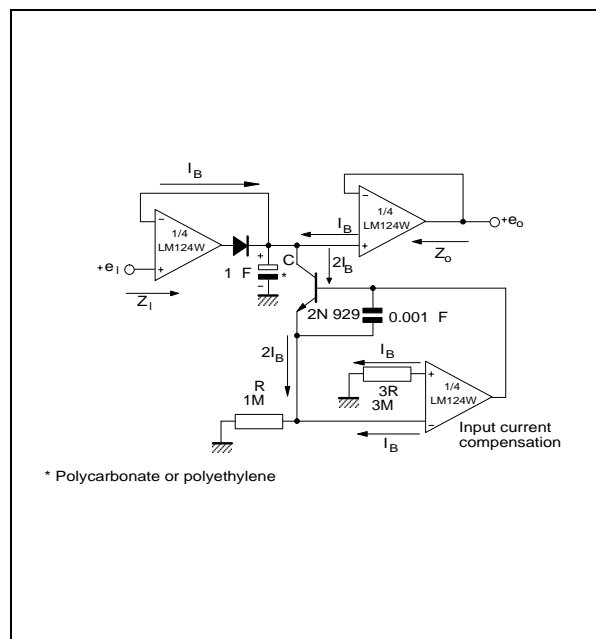 I B
1/4
LM124W
+e I
Z I
1 F
+
*
C
I B
1/4
LM124W
+e o
Z o
2I B
2N 929
0.001 F
2I B
R
1M
I B
3R
3M
1/4
LM124W
I B
Input current
compensation
* Polycarbonate or polyethylene